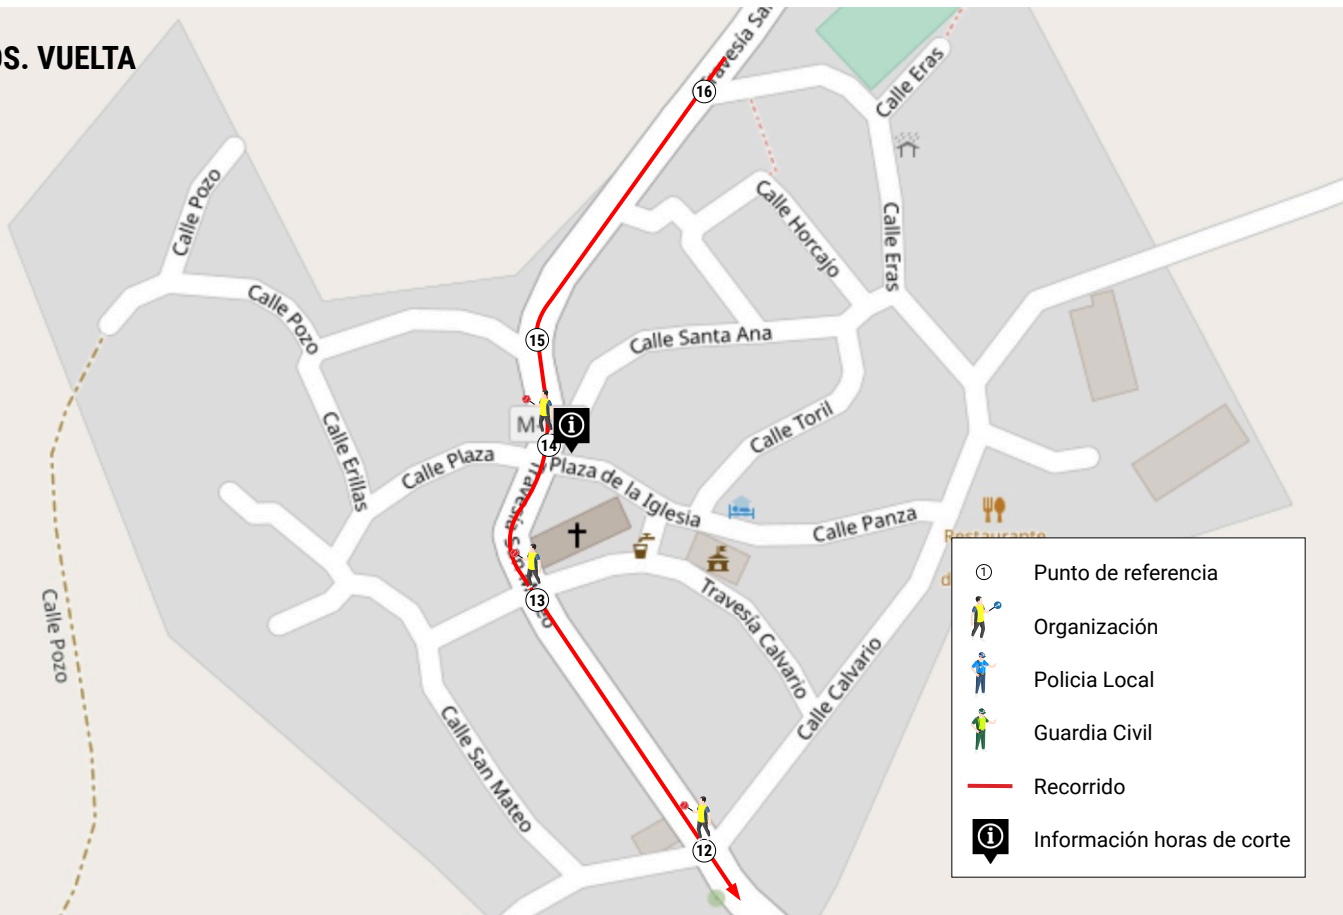 OS. VUELTA
Travesía Sa
16
Calle Eras
Calle Pozo
Calle Horcajo
Calle Eras
Calle Pozo
15
Calle Santa Ana
M-
14
Calle Toril
Calle Erillas
Calle Plaza
Plaza de la Iglesia
Calle Panza
Restaurante
13
Travesía Calvario
Calle Pozo
Calle Calvario
Calle San Mateo
12
1 Punto de referencia
Organización
Policia Local
Guardia Civil
Recorrido
Información horas de corte